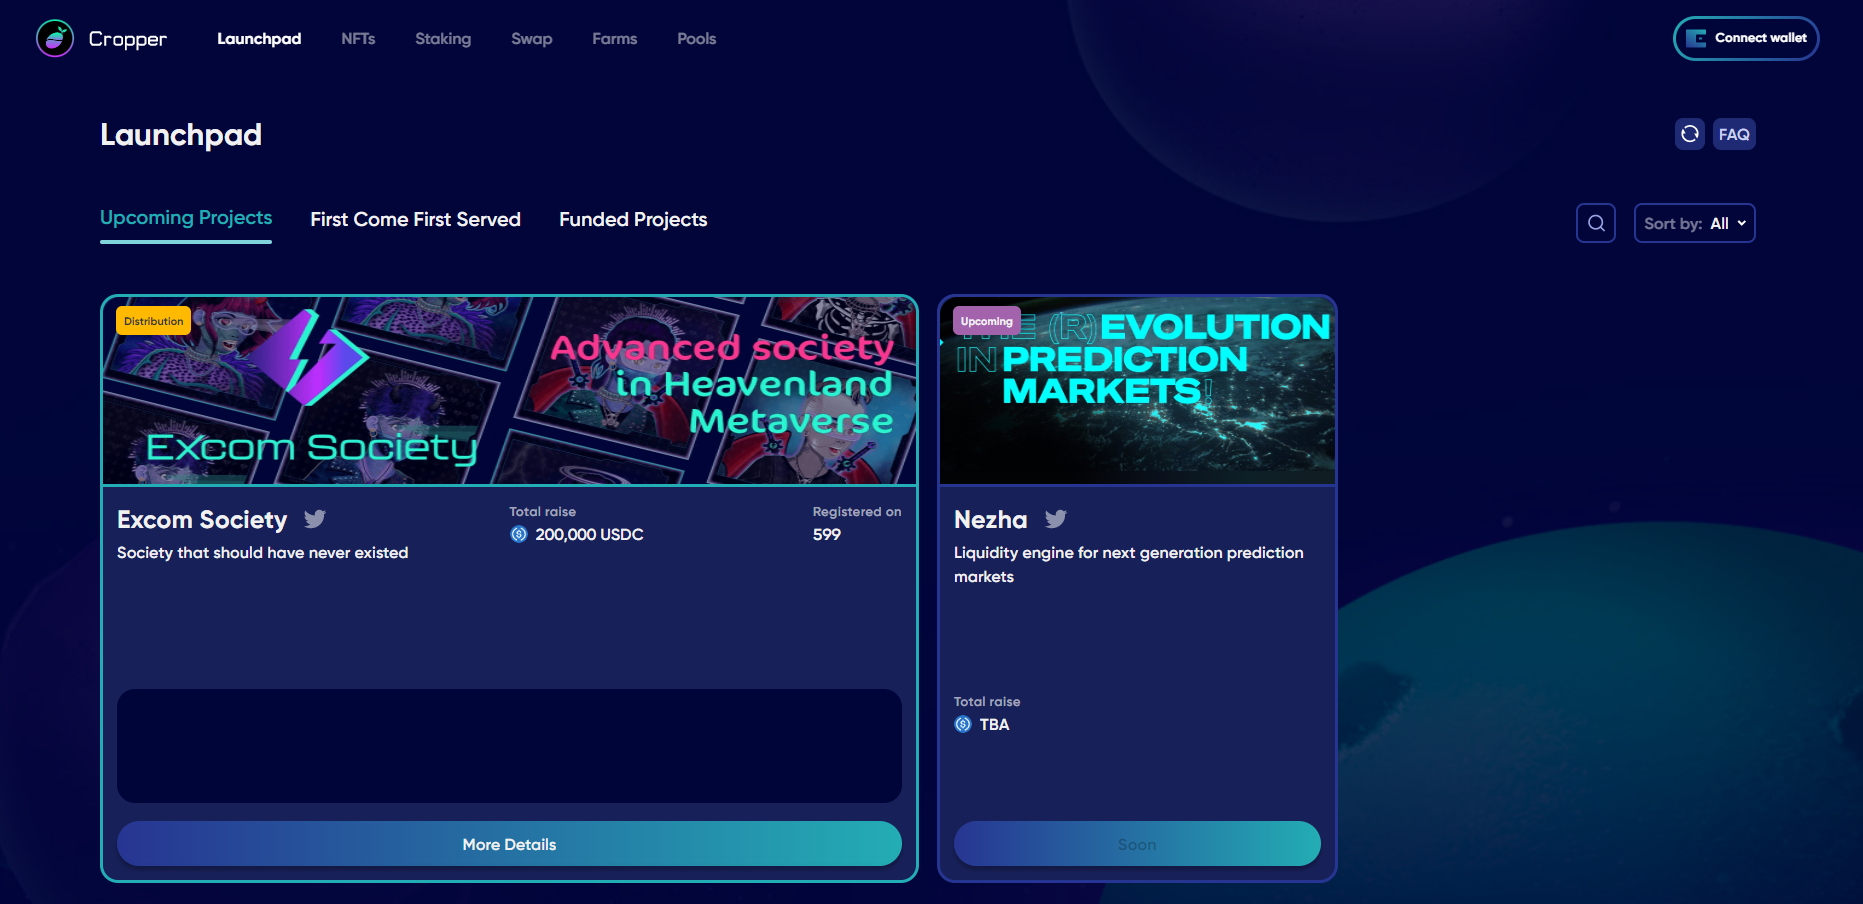 Cropper
Launchpad
NFTs
Staking
Swap
Farms
Pools
Connect wallet
Launchpad
FAQ
Upcoming Projects
First Come First Served
Funded Projects
Sort by: All
Distribution
Advanced society
in Heavenland
Metaverse
Excom Society
Excom Society
Society that should have never existed
Total raise
200,000 USDC
Registered on
599
More Details
Upcoming
THE (R)EVOLUTION
IN PREDICTION
MARKETS!
Nezha
Liquidity engine for next generation prediction
markets
Total raise
TBA
Soon